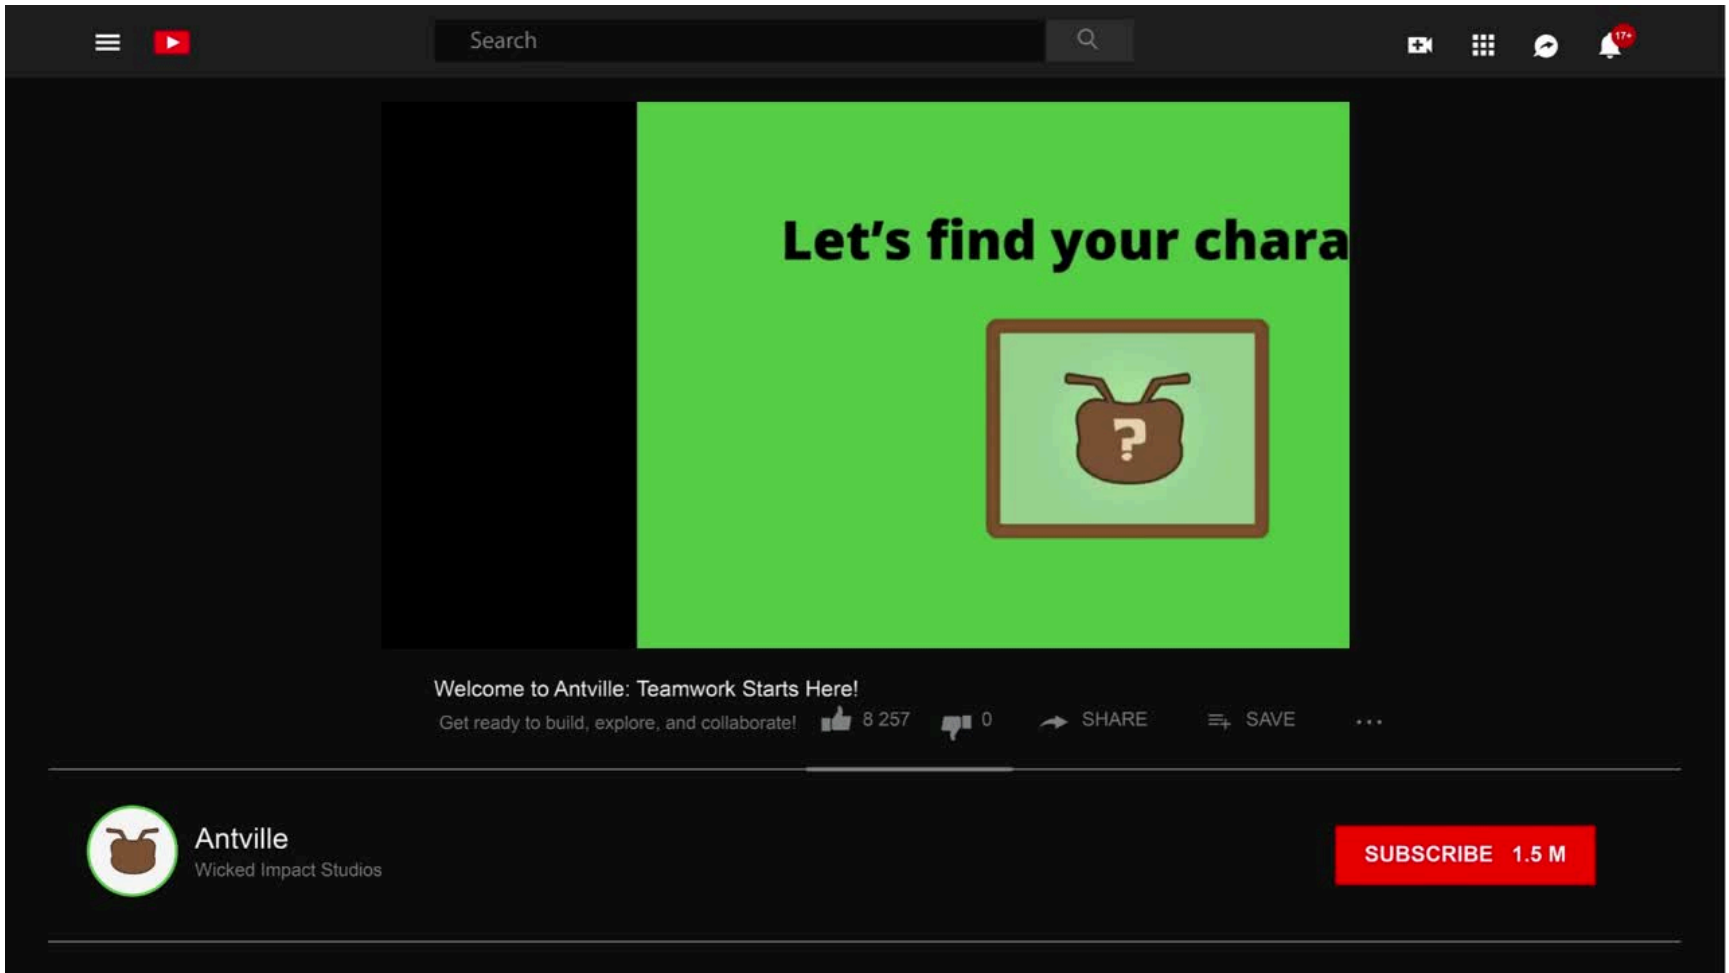 Search
17+
Let's find your chara
?
Welcome to Antville: Teamwork Starts Here!
Get ready to build, explore, and collaborate! 8 257 0 SHARE SAVE
Antville
Wicked Impact Studios
SUBSCRIBE 1.5 M